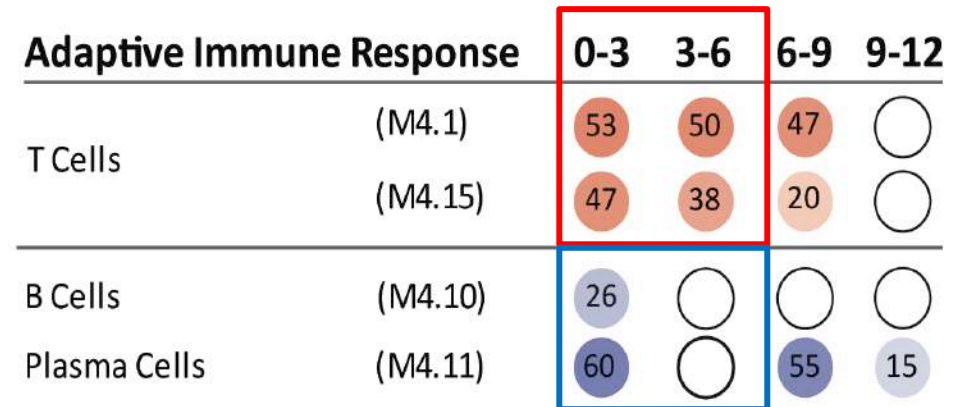 Adaptive Immune Response 0-3 3-6 6-9 9-12
T Cells
(M4.1) 53 50 47
(M4.15) 47 38 20
B Cells (M4.10) 26
Plasma Cells (M4.11) 60 55 15